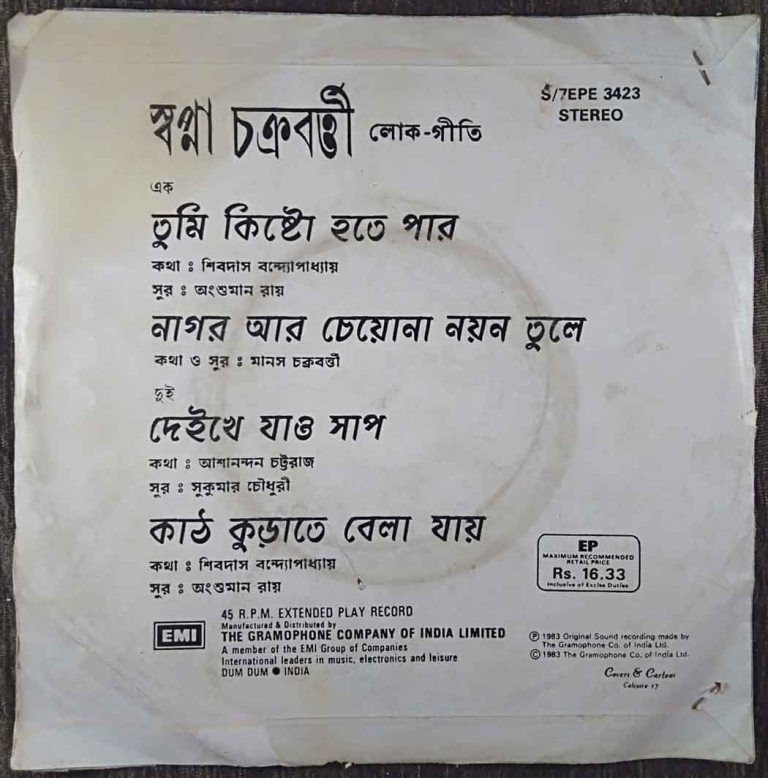 স্বপ্না চক্রবর্ত্তী লোক-গীতি
S/7EPE 3423
STEREO
এক
তুমি কিষ্টো হতে পার
কথা : শিবদাস বন্দ্যোপাধ্যায়
সুর : অংশুমান রায়
নাগর আর চেয়োনা নয়ন তুলে
কথা ও সুর : মানস চক্রবর্ত্তী
দুই
দেইখে যাও সাপ
কথা : আশানন্দন চট্টরাজ
সুর : সুকুমার চৌধুরী
কাঠ কুড়াতে বেলা যায়
কথা : শিবদাস বন্দ্যোপাধ্যায়
সুর : অংশুমান রায়
EP
MAXIMUM RECOMMENDED
RETAIL PRICE
Rs. 16.33
Inclusive of Excise Duties
EMI
45 R.P.M. EXTENDED PLAY RECORD
Manufactured & Distributed by
THE GRAMOPHONE COMPANY OF INDIA LIMITED
A member of the EMI Group of Companies
International leaders in music, electronics and leisure
DUM DUM ● INDIA
Ⓟ 1983 Original Sound recording made by
The Gramophone Co. of India Ltd.
© 1983 The Gramophone Co. of India Ltd.
Covers & Cartons
Calcutta 17